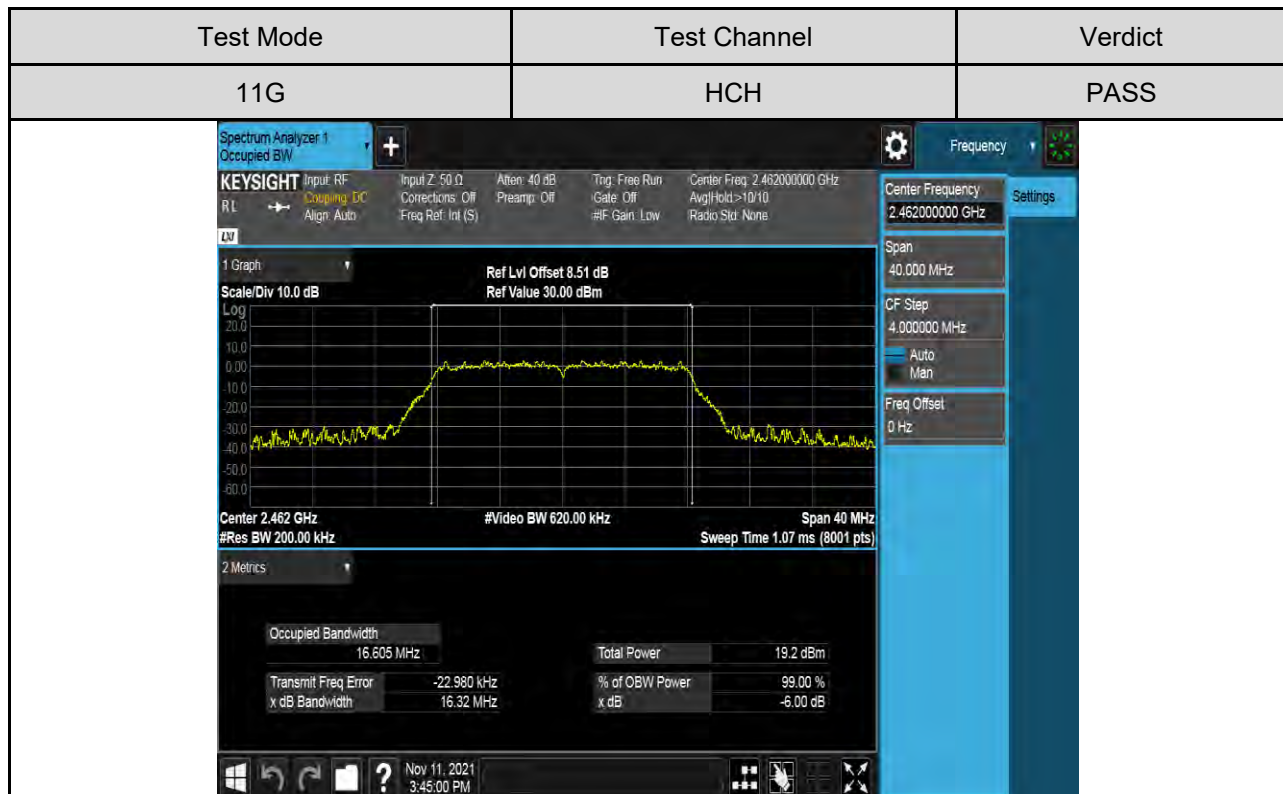 Test Mode Test Channel Verdict
11G HCH PASS
Spectrum Analyzer 1
Occupied BW
+
Frequency
KEYSIGHT Input: RF Input Z: 50 Ω Atten: 40 dB Trig: Free Run Center Freq: 2.462000000 GHz
RL Coupling: DC Corrections: Off Preamp: Off Gate: Off Avg|Hold:>10/10
Align: Auto Freq Ref: Int (S) #IF Gain: Low Radio Std: None
LXI
Center Frequency
2.462000000 GHz
Settings
Span
40.000 MHz
CF Step
4.000000 MHz
Auto
Man
Freq Offset
0 Hz
1 Graph
Ref Lvl Offset 8.51 dB
Scale/Div 10.0 dB Ref Value 30.00 dBm
Log
20.0
10.0
0.00
-10.0
-20.0
-30.0
-40.0
-50.0
-60.0
Center 2.462 GHz #Video BW 620.00 kHz Span 40 MHz
#Res BW 200.00 kHz Sweep Time 1.07 ms (8001 pts)
2 Metrics
Occupied Bandwidth
16.605 MHz
Total Power 19.2 dBm
Transmit Freq Error -22.980 kHz % of OBW Power 99.00 %
x dB Bandwidth 16.32 MHz x dB -6.00 dB
? Nov 11, 2021
3:45:00 PM